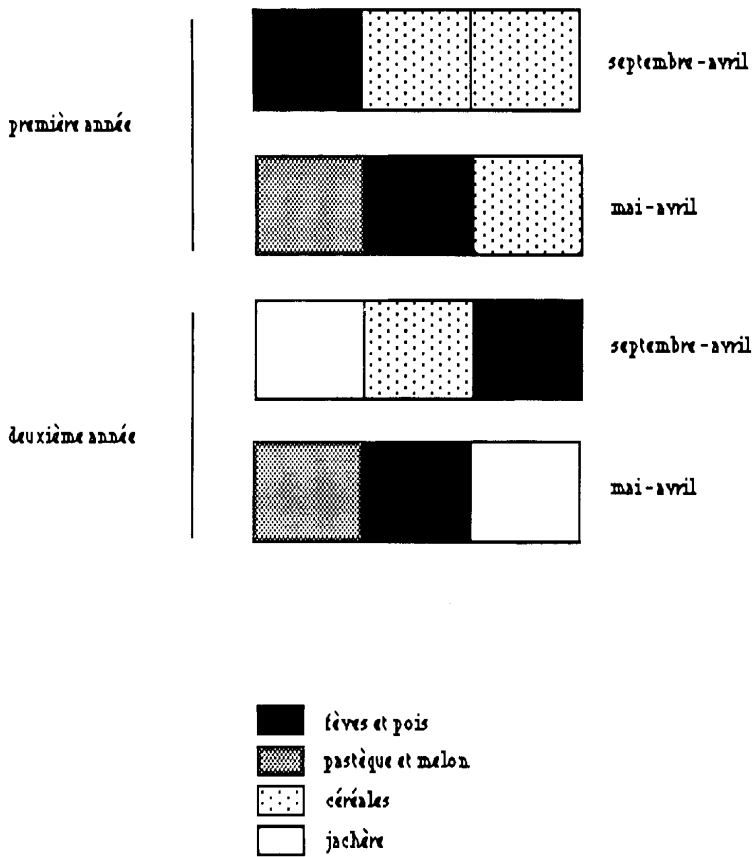 septembre-avril
première année
mai-avril
septembre-avril
deuxième année
mai-avril
fèves et pois
pastèque et melon
céréales
jachère